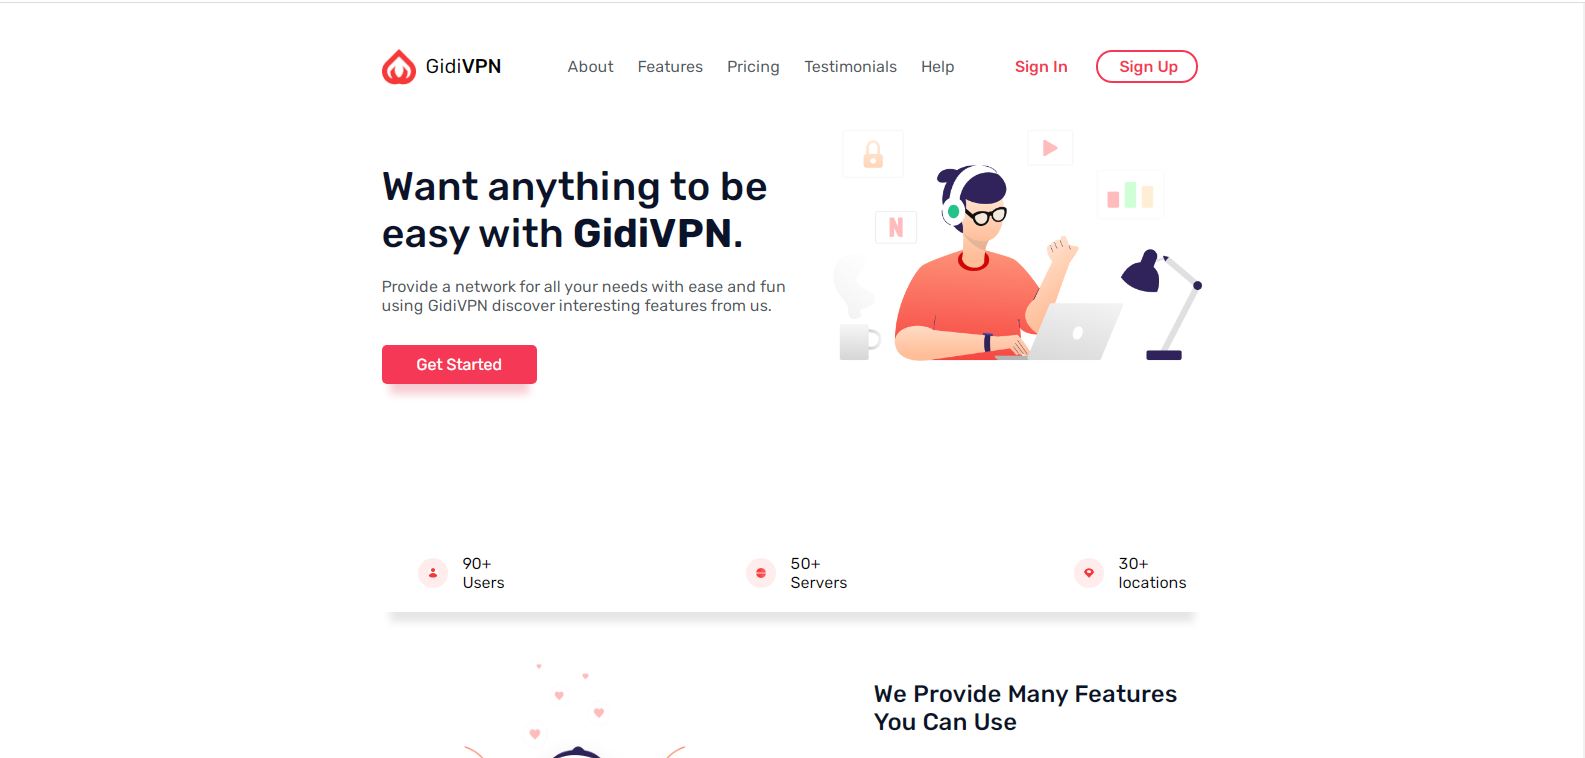 GidiVPN
About Features Pricing Testimonials Help
Sign In
Sign Up
Want anything to be
easy with GidiVPN.
Provide a network for all your needs with ease and fun
using GidiVPN discover interesting features from us.
Get Started
N
90+
Users
50+
Servers
30+
locations
We Provide Many Features
You Can Use